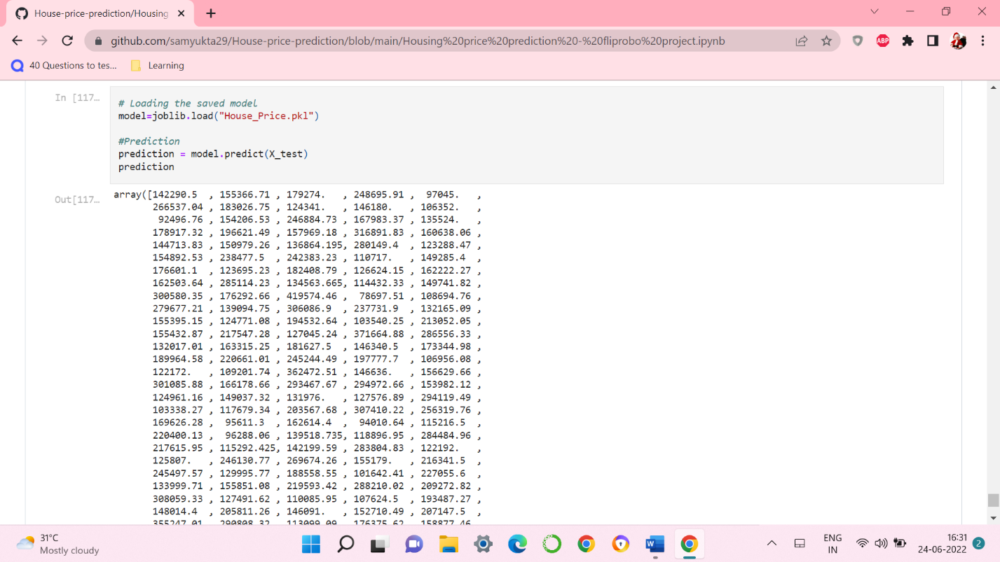 House-price-prediction/Housing
github.com/samyukta29/House-price-prediction/blob/main/Housing%20price%20prediction%20-%20fliprobo%20project.ipynb
ABP
40 Questions to tes... Learning
In [117...
# Loading the saved model
model=joblib.load("House_Price.pkl")
#Prediction
prediction = model.predict(X_test)
prediction
Out[117...
array([142290.5 , 155366.71 , 179274. , 248695.91 , 97045. ,
266537.04 , 183026.75 , 124341. , 146180. , 106352. ,
92496.76 , 154206.53 , 246884.73 , 167983.37 , 135524. ,
178917.32 , 196621.49 , 157969.18 , 316891.83 , 160638.06 ,
144713.83 , 150979.26 , 136864.195, 280149.4 , 123288.47 ,
154892.53 , 238477.5 , 242383.23 , 110717. , 149285.4 ,
176601.1 , 123695.23 , 182408.79 , 126624.15 , 162222.27 ,
162503.64 , 285114.23 , 134563.665, 114432.33 , 149741.82 ,
300580.35 , 176292.66 , 419574.46 , 78697.51 , 108694.76 ,
279677.21 , 139094.75 , 306086.9 , 237731.9 , 132165.09 ,
155395.15 , 124771.08 , 194532.64 , 103540.25 , 213052.05 ,
155432.87 , 217547.28 , 127045.24 , 371664.88 , 286556.33 ,
132017.01 , 163315.25 , 181627.5 , 146340.5 , 173344.98 ,
189964.58 , 220661.01 , 245244.49 , 197777.7 , 106956.08 ,
122172. , 109201.74 , 362472.51 , 146636. , 156629.66 ,
301085.88 , 166178.66 , 293467.67 , 294972.66 , 153982.12 ,
124961.16 , 149037.32 , 131976. , 127576.89 , 294119.49 ,
103338.27 , 117679.34 , 203567.68 , 307410.22 , 256319.76 ,
169626.28 , 95611.3 , 162614.4 , 94010.64 , 115216.5 ,
220400.13 , 96288.06 , 139518.735, 118896.95 , 284484.96 ,
217615.95 , 115292.425, 142199.59 , 283804.83 , 122192. ,
125807. , 246130.77 , 269674.26 , 155179. , 216341.5 ,
245497.57 , 129995.77 , 188558.55 , 101642.41 , 227055.6 ,
133999.71 , 155851.08 , 219593.42 , 288210.02 , 209272.82 ,
308059.33 , 127491.62 , 110085.95 , 107624.5 , 193487.27 ,
148014.4 , 205811.26 , 146091. , 152710.49 , 207147.5 ,
355247.01 , 290808.32 , 113099.09 , 176375.62 , 158877.46 ,
31°C
Mostly cloudy
W
ENG
IN
16:31
24-06-2022
2